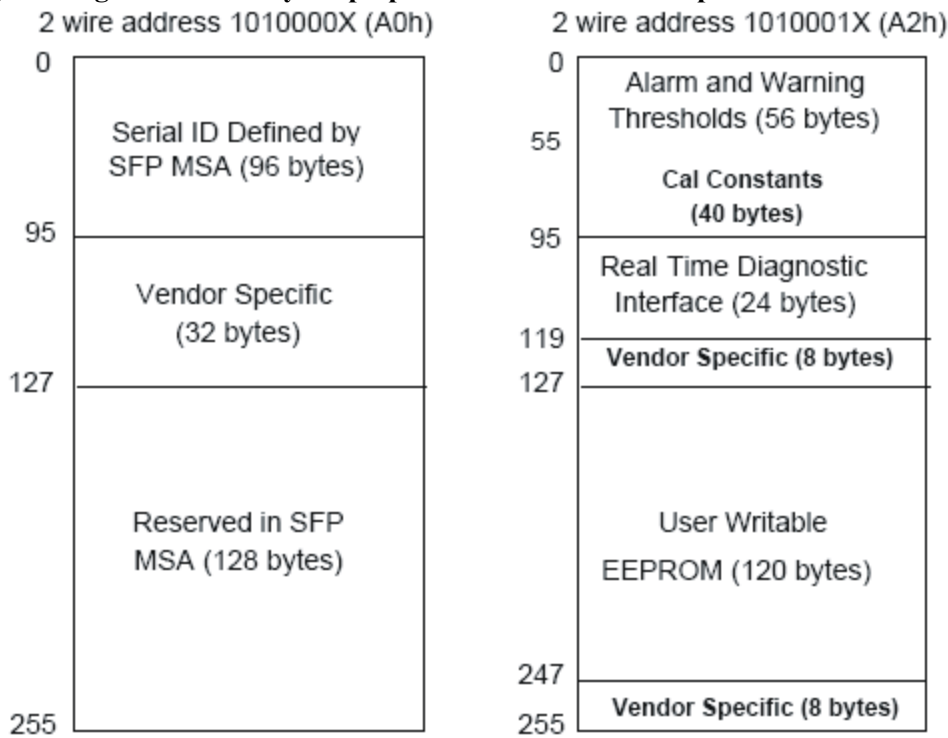 2 wire address 1010000X (A0h)
0
Serial ID Defined by
SFP MSA (96 bytes)
95
Vendor Specific
(32 bytes)
127
Reserved in SFP
MSA (128 bytes)
255
2 wire address 1010001X (A2h)
0
Alarm and Warning
Thresholds (56 bytes)
55
Cal Constants
(40 bytes)
95
Real Time Diagnostic
Interface (24 bytes)
119
Vendor Specific (8 bytes)
127
User Writable
EEPROM (120 bytes)
247
Vendor Specific (8 bytes)
255